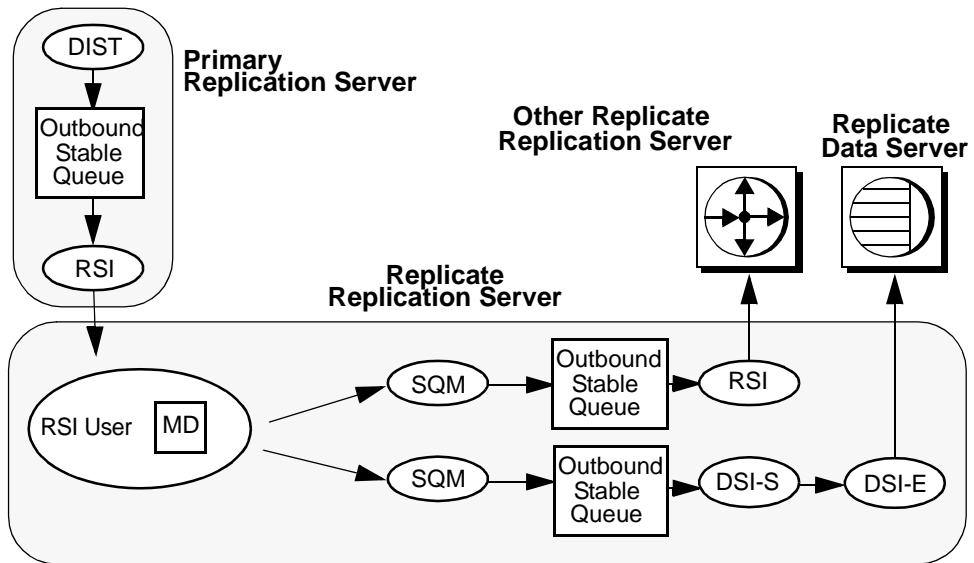 DIST
Primary
Replication Server
Outbound
Stable
Queue
RSI
Other Replicate
Replication Server
Replicate
Data Server
Replicate
Replication Server
RSI User
MD
SQM
Outbound
Stable
Queue
RSI
SQM
Outbound
Stable
Queue
DSI-S
DSI-E